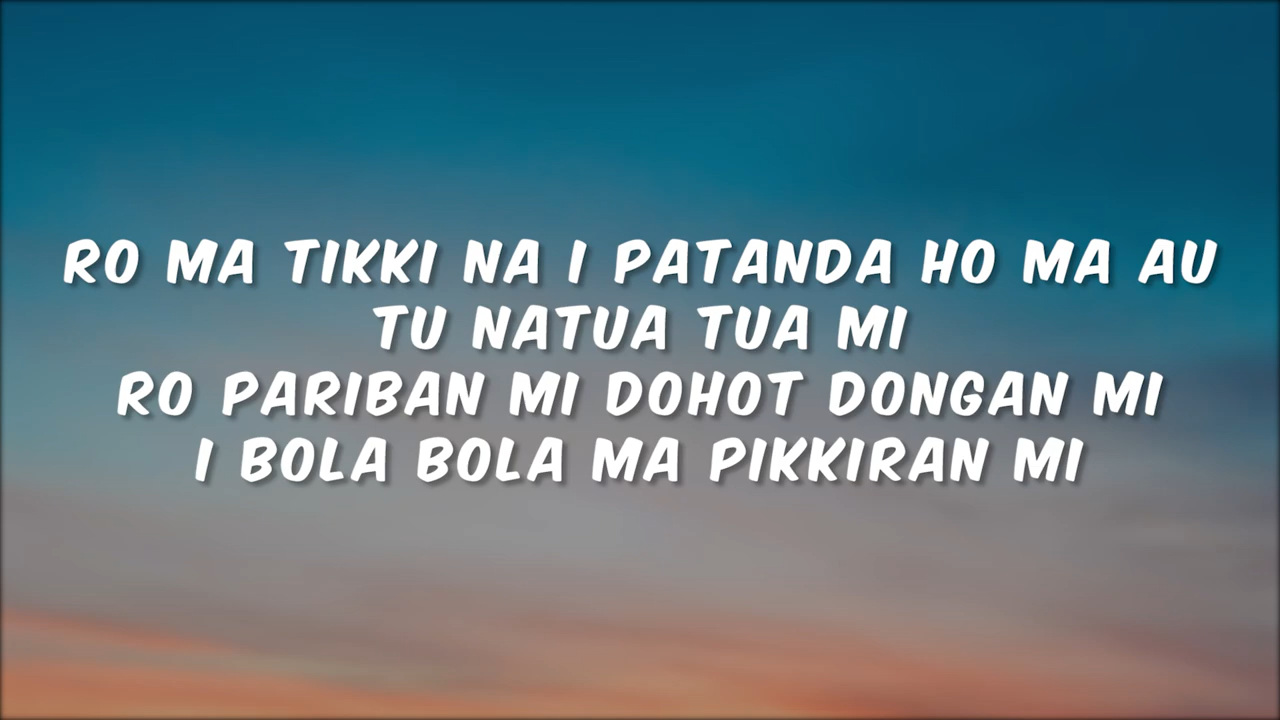 RO MA TIKKI NA I PATANDA HO MA AU
TU NATUA TUA MI
RO PARIBAN MI DOHOT DONGAN MI
I BOLA BOLA MA PIKKIRAN MI